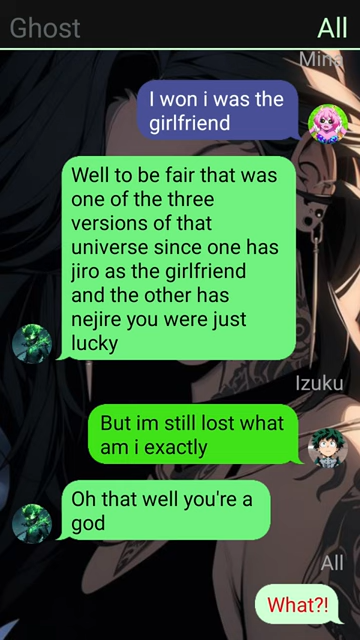 Ghost
All
Mina
I won i was the
girlfriend
Well to be fair that was
one of the three
versions of that
universe since one has
jiro as the girlfriend
and the other has
nejire you were just
lucky
Izuku
But im still lost what
am i exactly
Oh that well you're a
god
All
What?!